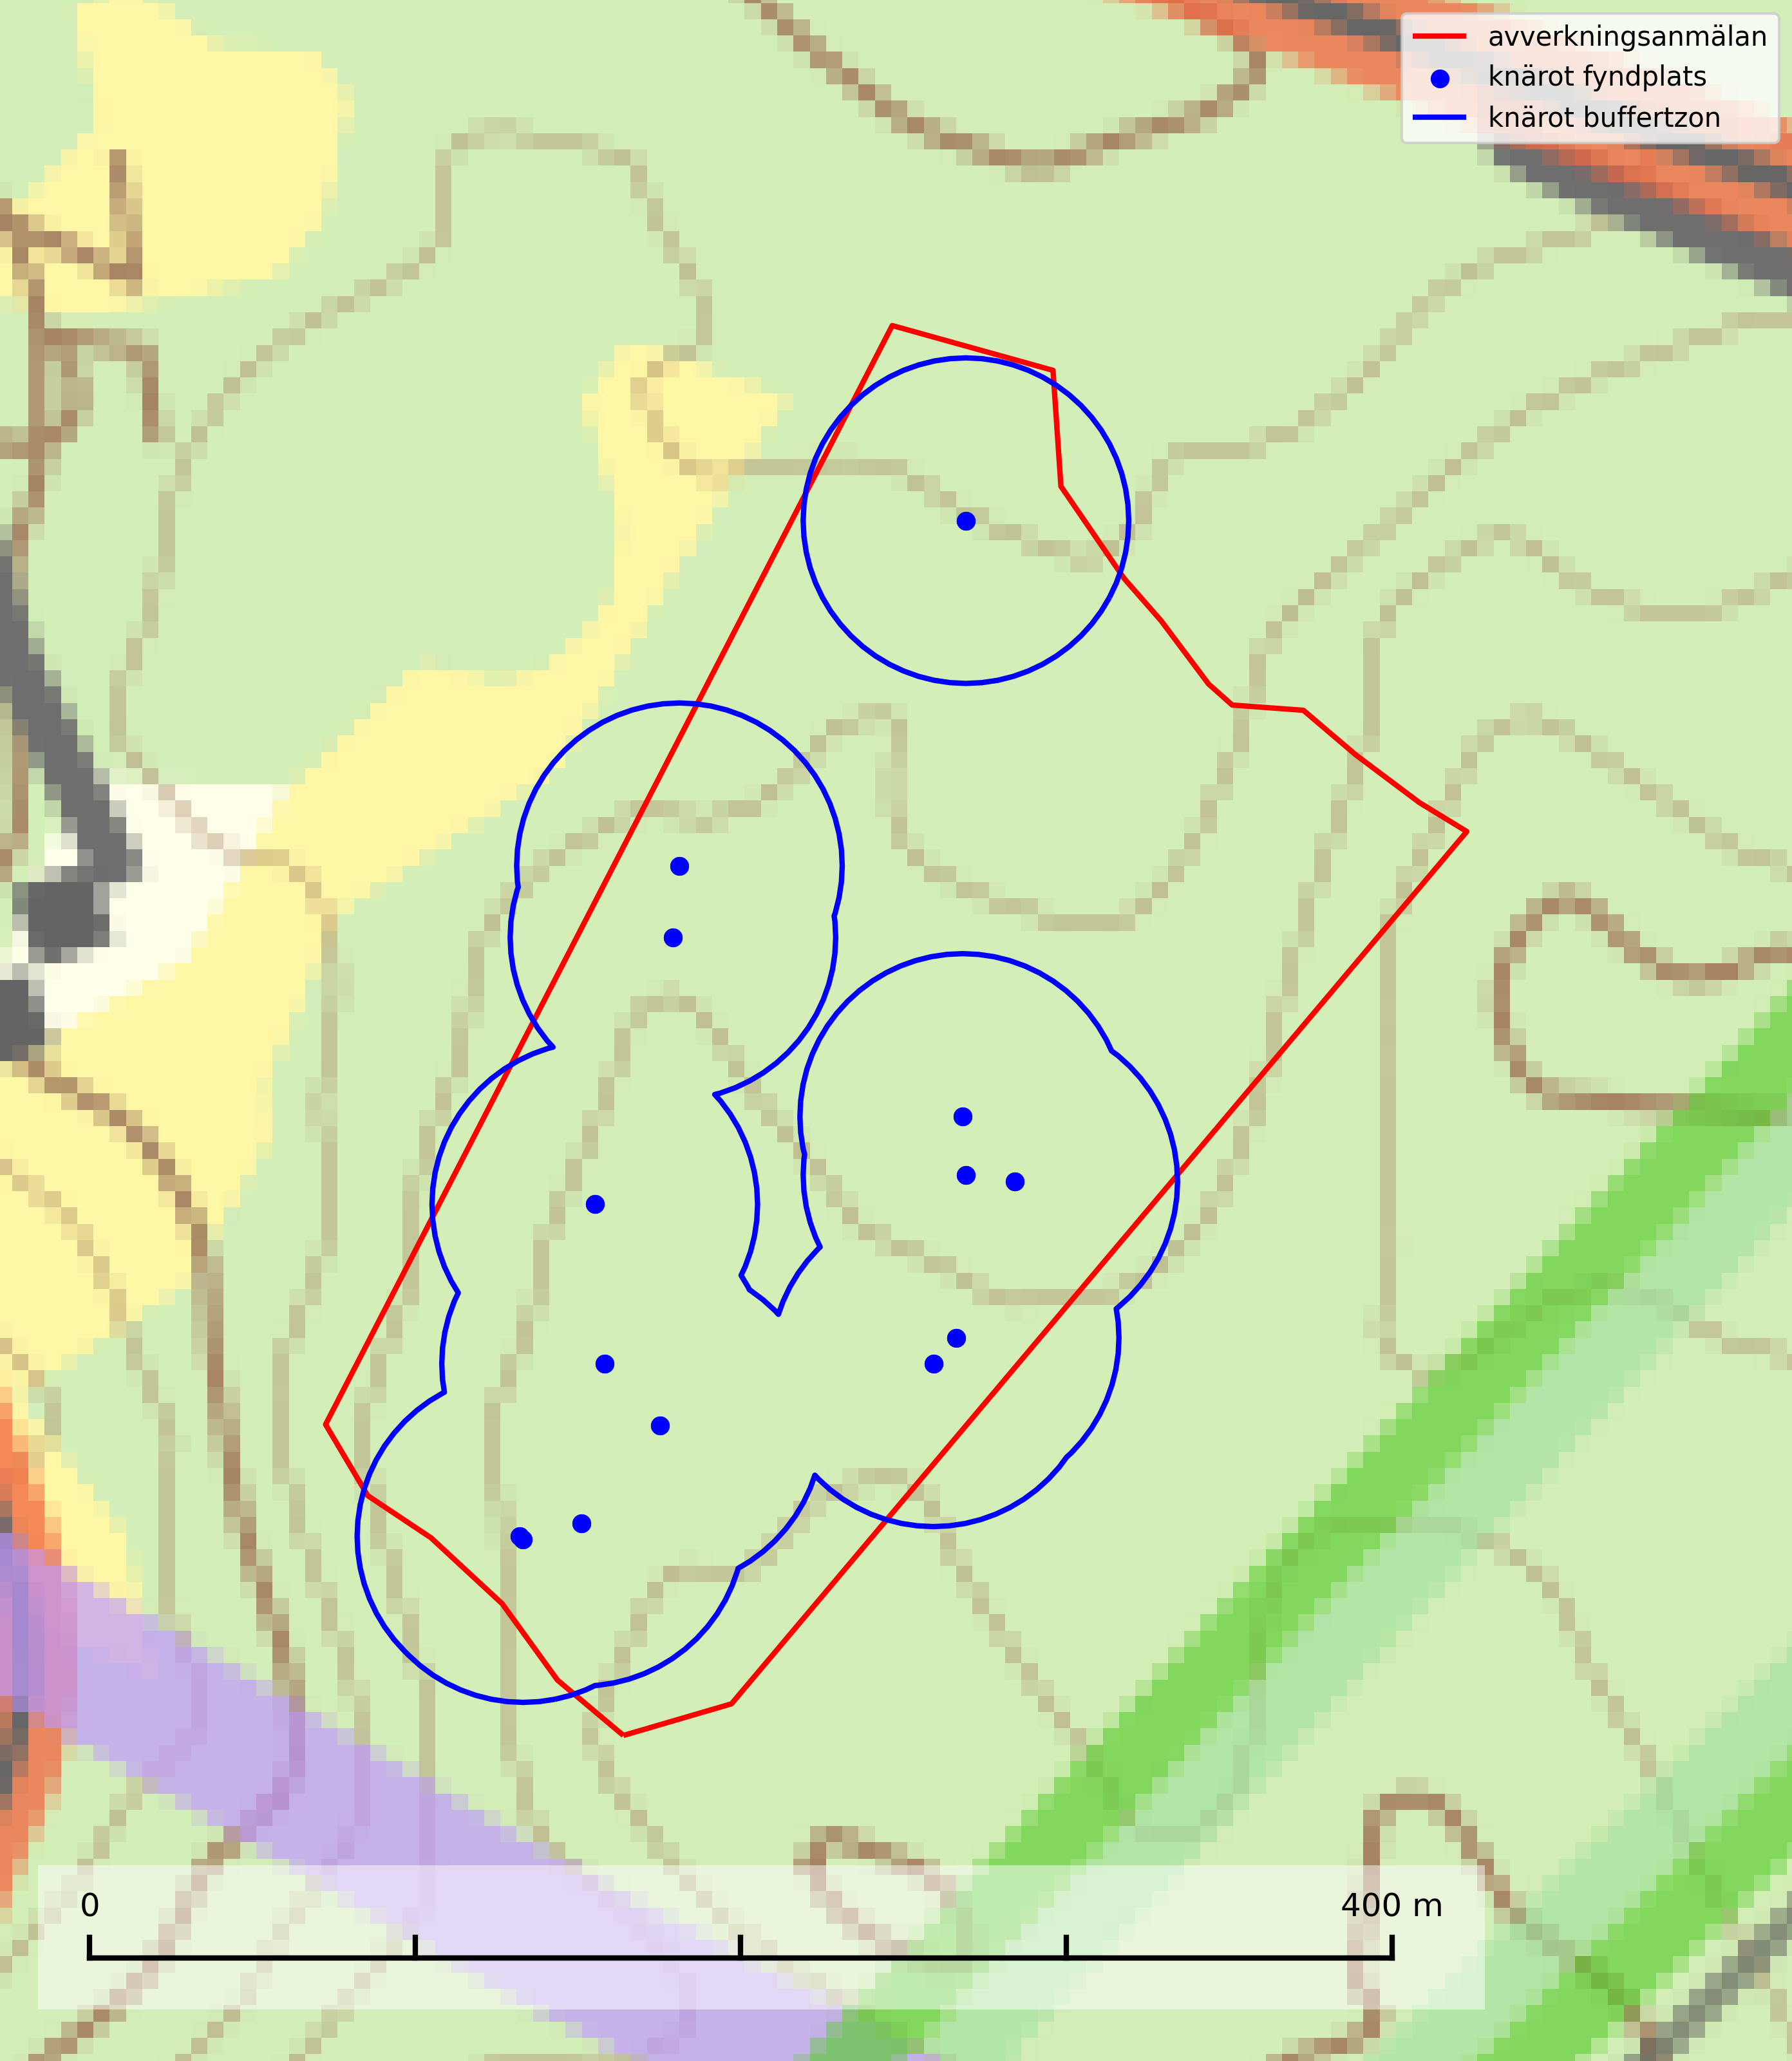 avverkningsanmälan
knärot fyndplats
knärot buffertzon
0
400 m